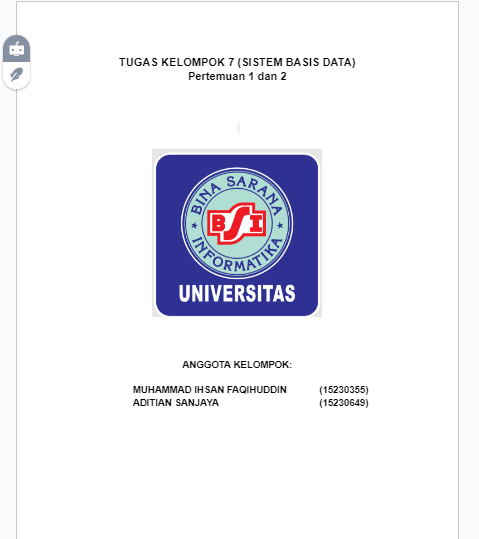 TUGAS KELOMPOK 7 (SISTEM BASIS DATA)
Pertemuan 1 dan 2
BINA SARANA
BSI
INFORMATIKA
UNIVERSITAS
ANGGOTA KELOMPOK:
MUHAMMAD IHSAN FAQIHUDDIN (15230355)
ADITIAN SANJAYA (15230649)